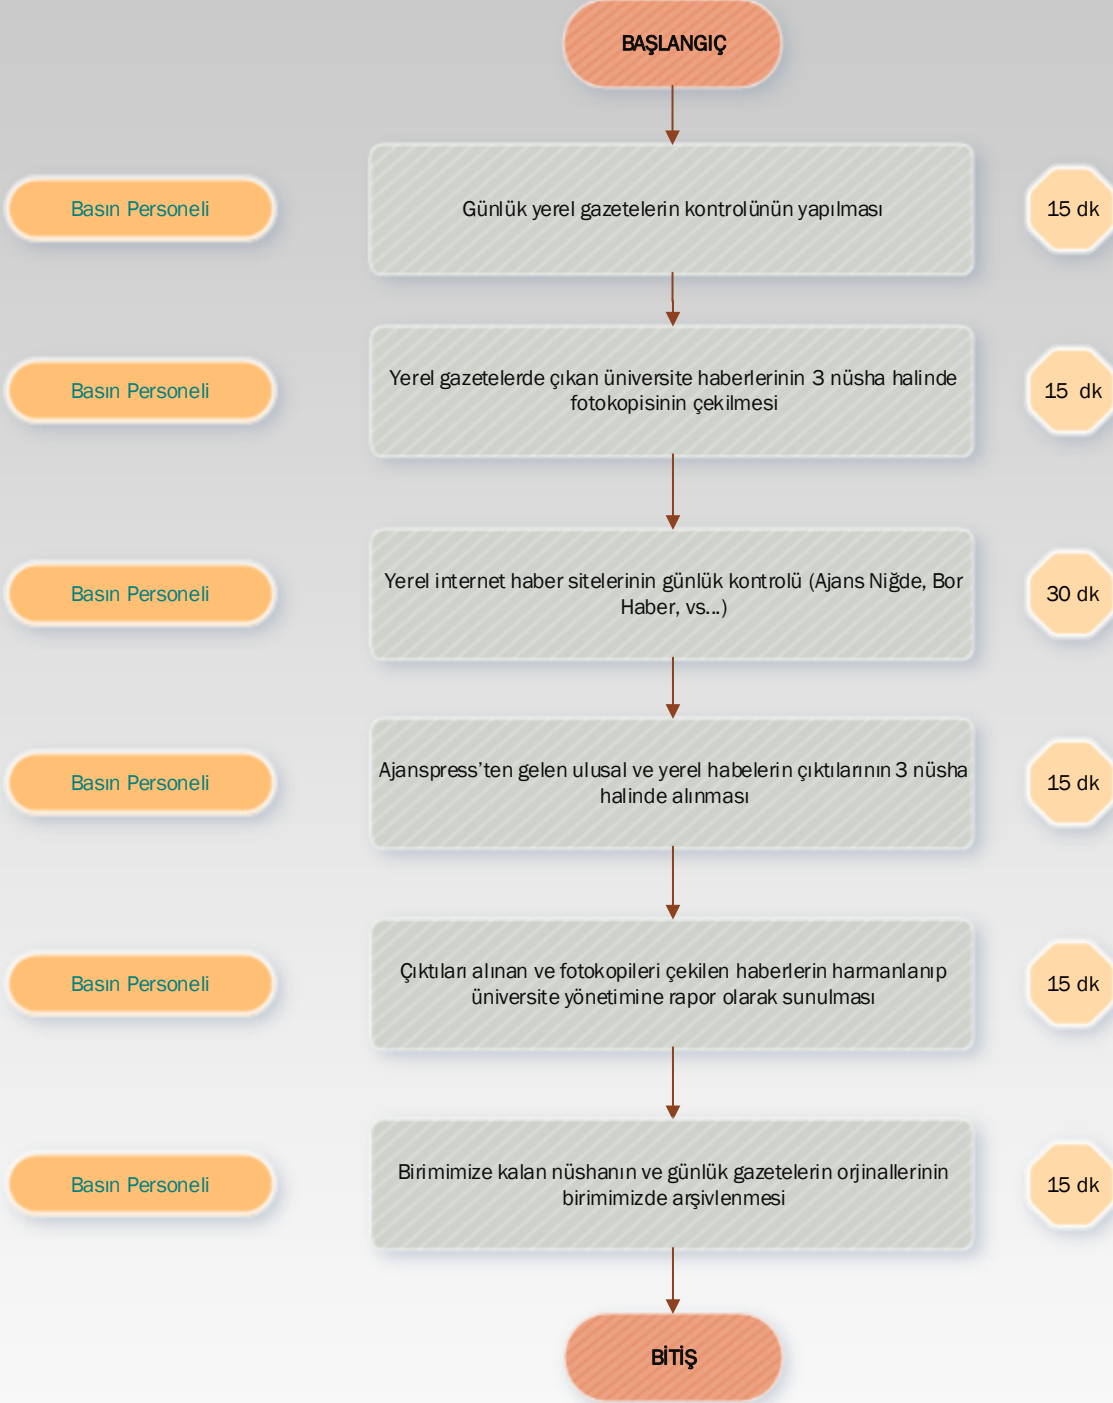 BAŞLANGIÇ
Basın Personeli
Günlük yerel gazetelerin kontrolünün yapılması
15 dk
Basın Personeli
Yerel gazetelerde çıkan üniversite haberlerinin 3 nüsha halinde
fotokopisinin çekilmesi
15 dk
Basın Personeli
Yerel internet haber sitelerinin günlük kontrolü (Ajans Niğde, Bor
Haber, vs...)
30 dk
Basın Personeli
Ajanspress’ten gelen ulusal ve yerel habelerin çıktılarının 3 nüsha
halinde alınması
15 dk
Basın Personeli
Çıktıları alınan ve fotokopileri çekilen haberlerin harmanlanıp
üniversite yönetimine rapor olarak sunulması
15 dk
Basın Personeli
Birimimize kalan nüshanın ve günlük gazetelerin orjinallerinin
birimimizde arşivlenmesi
15 dk
BİTİŞ